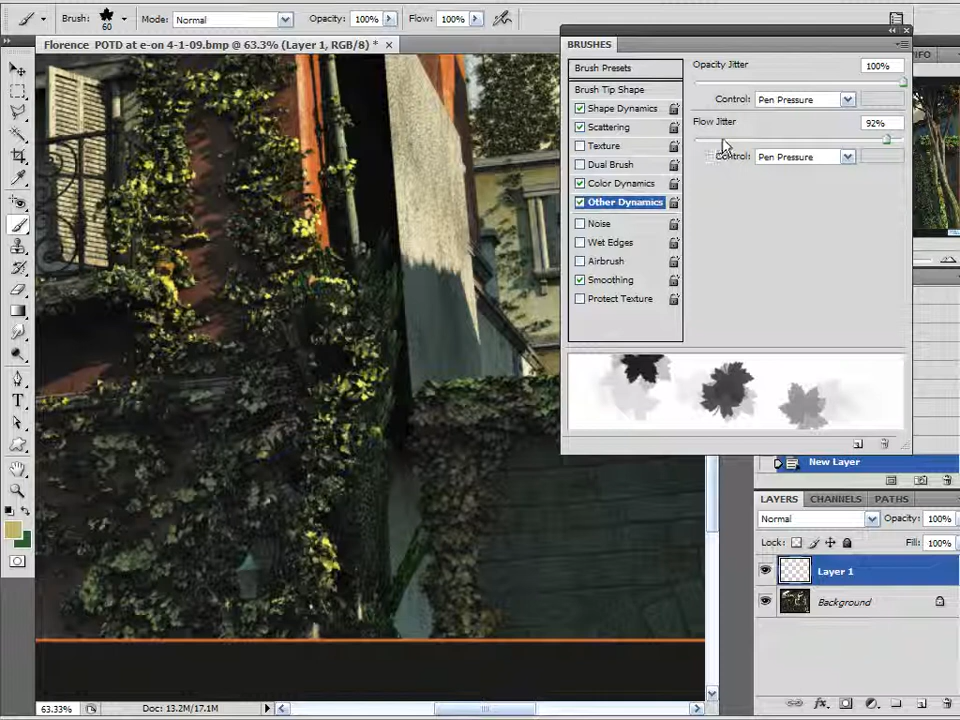 Brush:
60
Mode: Normal
Opacity: 100%
Flow: 100%
Florence POTD at e-on 4-1-09.bmp @ 63.3% (Layer 1, RGB/8) *
BRUSHES
Brush Presets
Brush Tip Shape
Shape Dynamics
Scattering
Texture
Dual Brush
Color Dynamics
Other Dynamics
Noise
Wet Edges
Airbrush
Smoothing
Protect Texture
Opacity Jitter 100%
Control: Pen Pressure
Flow Jitter 92%
Control: Pen Pressure
New Layer
LAYERS CHANNELS PATHS
Normal Opacity: 100%
Lock: Fill: 100%
Layer 1
Background
63.33% Doc: 13.2M/17.1M